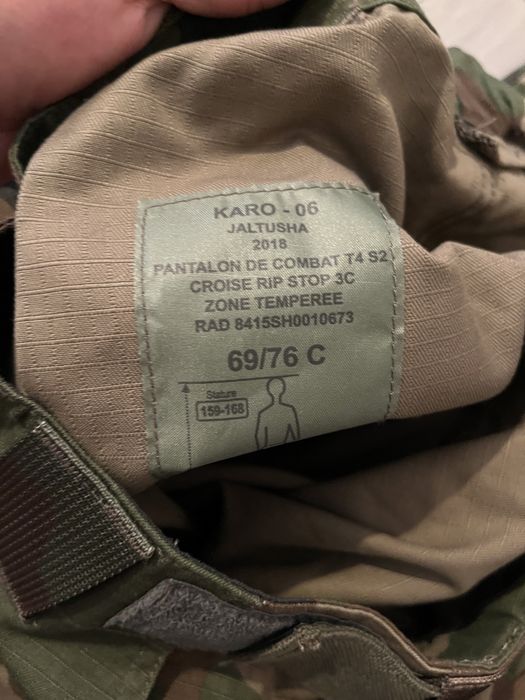 KARO - 06
JALTUSHA
2018
PANTALON DE COMBAT T4 S2
CROISE RIP STOP 3C
ZONE TEMPEREE
RAD 8415SH0010673
69/76 C
Stature
159-168